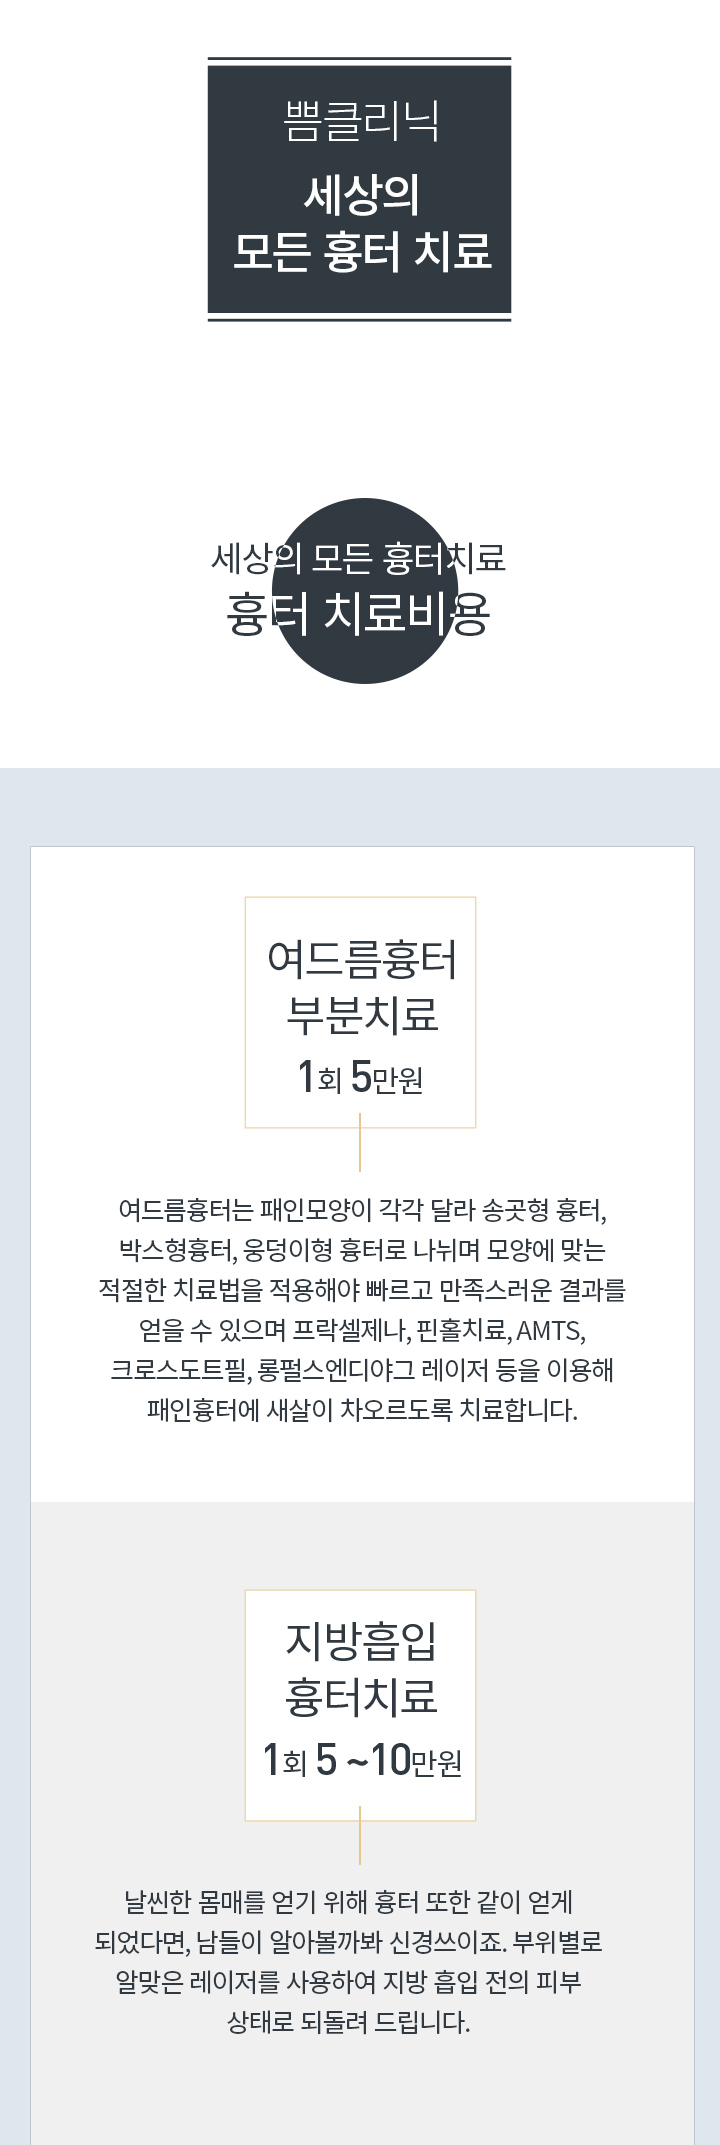 쁨클리닉
세상의
모든 흉터 치료
세상의 모든 흉터치료
흉터 치료비용
여드름흉터
부분치료
1회 5만원
여드름흉터는 패인모양이 각각 달라 송곳형 흉터,
박스형흉터, 웅덩이형 흉터로 나뉘며 모양에 맞는
적절한 치료법을 적용해야 빠르고 만족스러운 결과를
얻을 수 있으며 프락셀제나, 핀홀치료, AMTS,
크로스도트필, 롱펄스엔디야그 레이저 등을 이용해
패인흉터에 새살이 차오르도록 치료합니다.
지방흡입
흉터치료
1회 5 ~10만원
날씬한 몸매를 얻기 위해 흉터 또한 같이 얻게
되었다면, 남들이 알아볼까봐 신경쓰이죠. 부위별로
알맞은 레이저를 사용하여 지방 흡입 전의 피부
상태로 되돌려 드립니다.